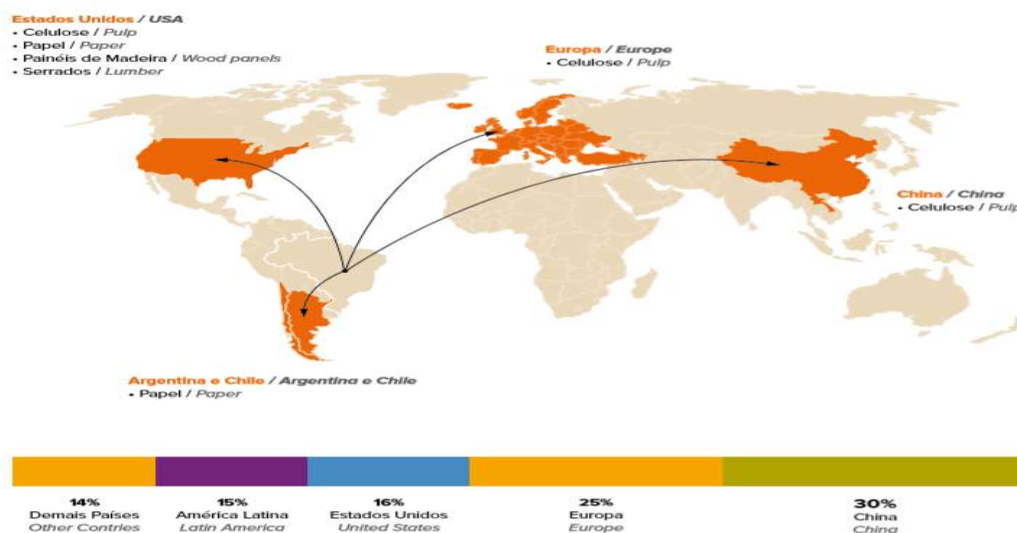 Estados Unidos / USA
• Celulose / Pulp
• Papel / Paper
• Painéis de Madeira / Wood panels
• Serrados / Lumber
Europa / Europe
• Celulose / Pulp
China / China
• Celulose / Pulp
Argentina e Chile / Argentina e Chile
• Papel / Paper
14%
Demais Países
Other Contries
15%
América Latina
Latin America
16%
Estados Unidos
United States
25%
Europa
Europe
30%
China
China